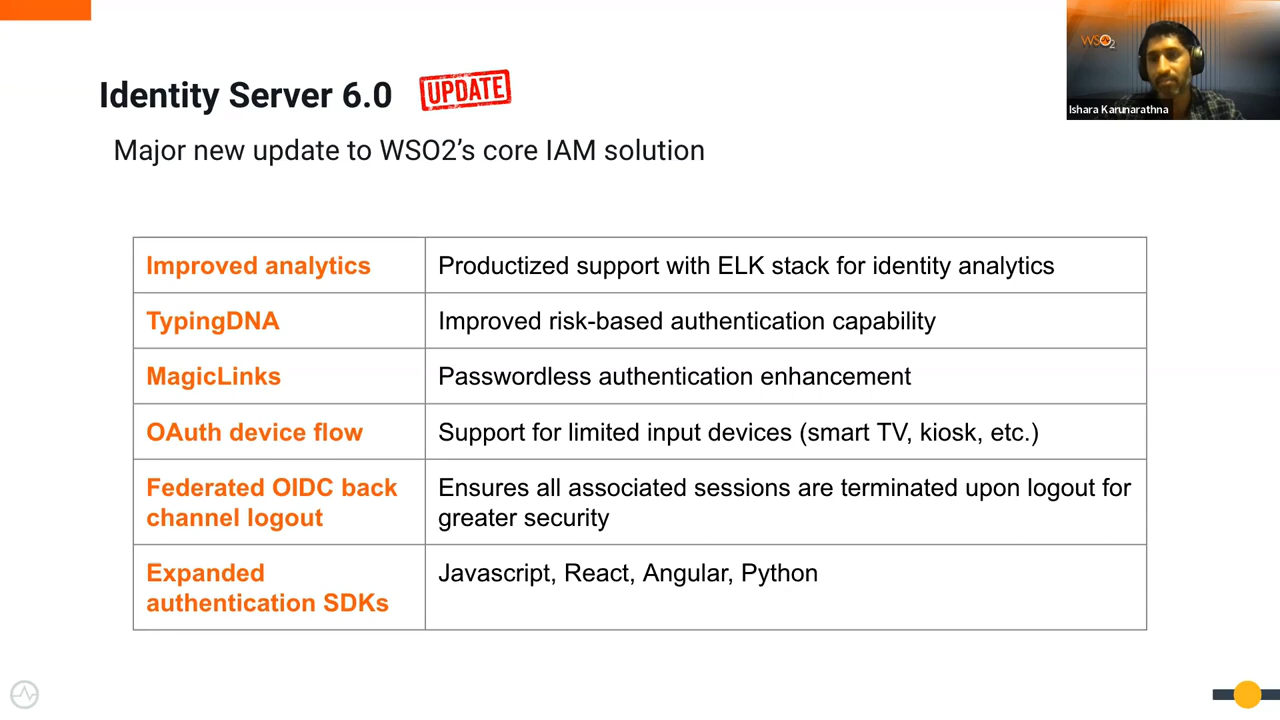 WSO2
Ishara Karunarathna
Identity Server 6.0
UPDATE
Major new update to WSO2’s core IAM solution
Improved analytics
Productized support with ELK stack for identity analytics
TypingDNA
Improved risk-based authentication capability
MagicLinks
Passwordless authentication enhancement
OAuth device flow
Support for limited input devices (smart TV, kiosk, etc.)
Federated OIDC back
channel logout
Ensures all associated sessions are terminated upon logout for
greater security
Expanded
authentication SDKs
Javascript, React, Angular, Python